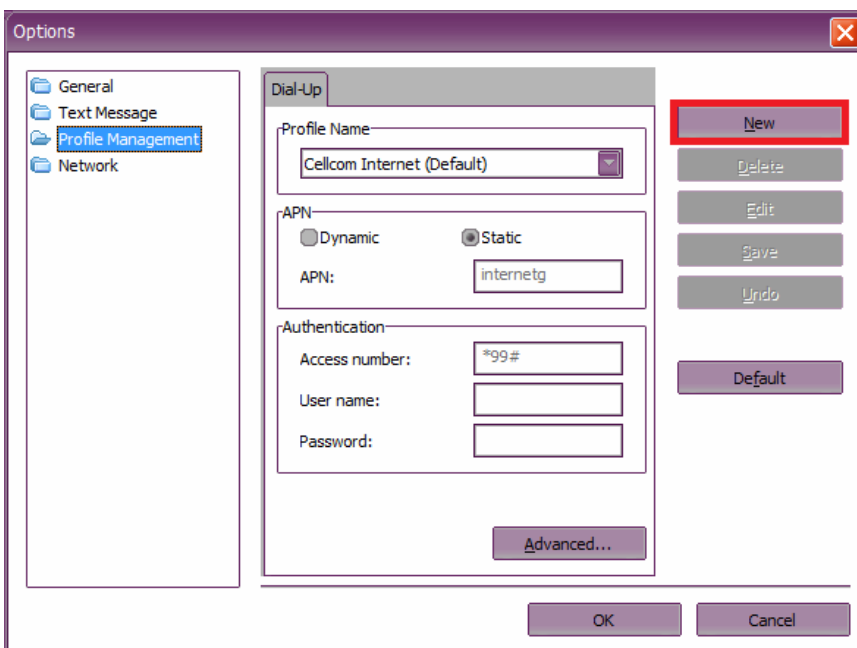 Options
General
Text Message
Profile Management
Network
Dial-Up
Profile Name
Cellcom Internet (Default)
APN
Dynamic
Static
APN:
internetg
Authentication
Access number:
*99#
User name:
Password:
Advanced...
New
Delete
Edit
Save
Undo
Default
OK
Cancel